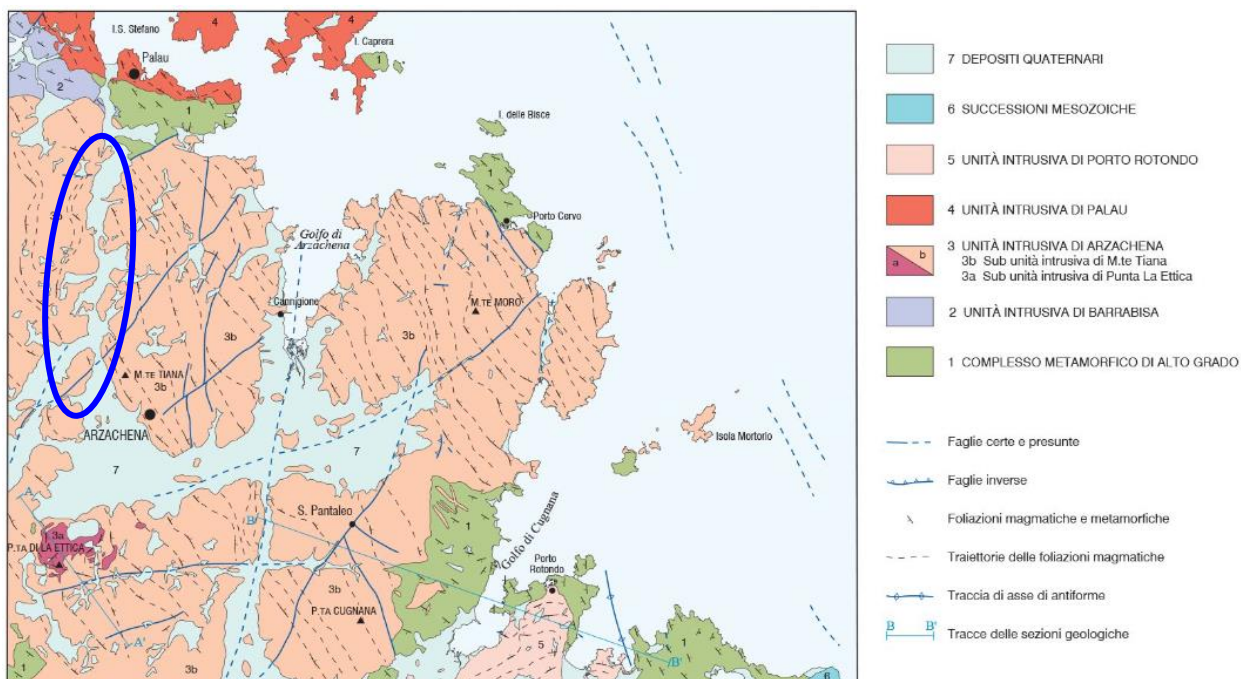 4
4
I.S. Stefano
I. Caprera
1
Palau
2
1
I. delle Bisce
1
3b
Golfo di
Arzachena
Porto Cervo
Cannigione
M.TE MORO
3b
3b
M.TE TIANA
3b
ARZACHENA
Isola Mortorio
7
7
A
S. Pantaleo
B
1
Golfo di Cugnana
3a
P.TA DI LA ETTICA
Porto
Rotondo
3b
P.TA CUGNANA
A'
5
B'
1
1
3b
6
7 DEPOSITI QUATERNARI
6 SUCCESSIONI MESOZOICHE
5 UNITÀ INTRUSIVA DI PORTO ROTONDO
4 UNITÀ INTRUSIVA DI PALAU
a b
3 UNITÀ INTRUSIVA DI ARZACHENA
3b Sub unità intrusiva di M.te Tiana
3a Sub unità intrusiva di Punta La Ettica
2 UNITÀ INTRUSIVA DI BARRABISA
1 COMPLESSO METAMORFICO DI ALTO GRADO
Faglie certe e presunte
Faglie inverse
Foliazioni magmatiche e metamorfiche
Traiettorie delle foliazioni magmatiche
Traccia di asse di antiforme
B B'
Tracce delle sezioni geologiche